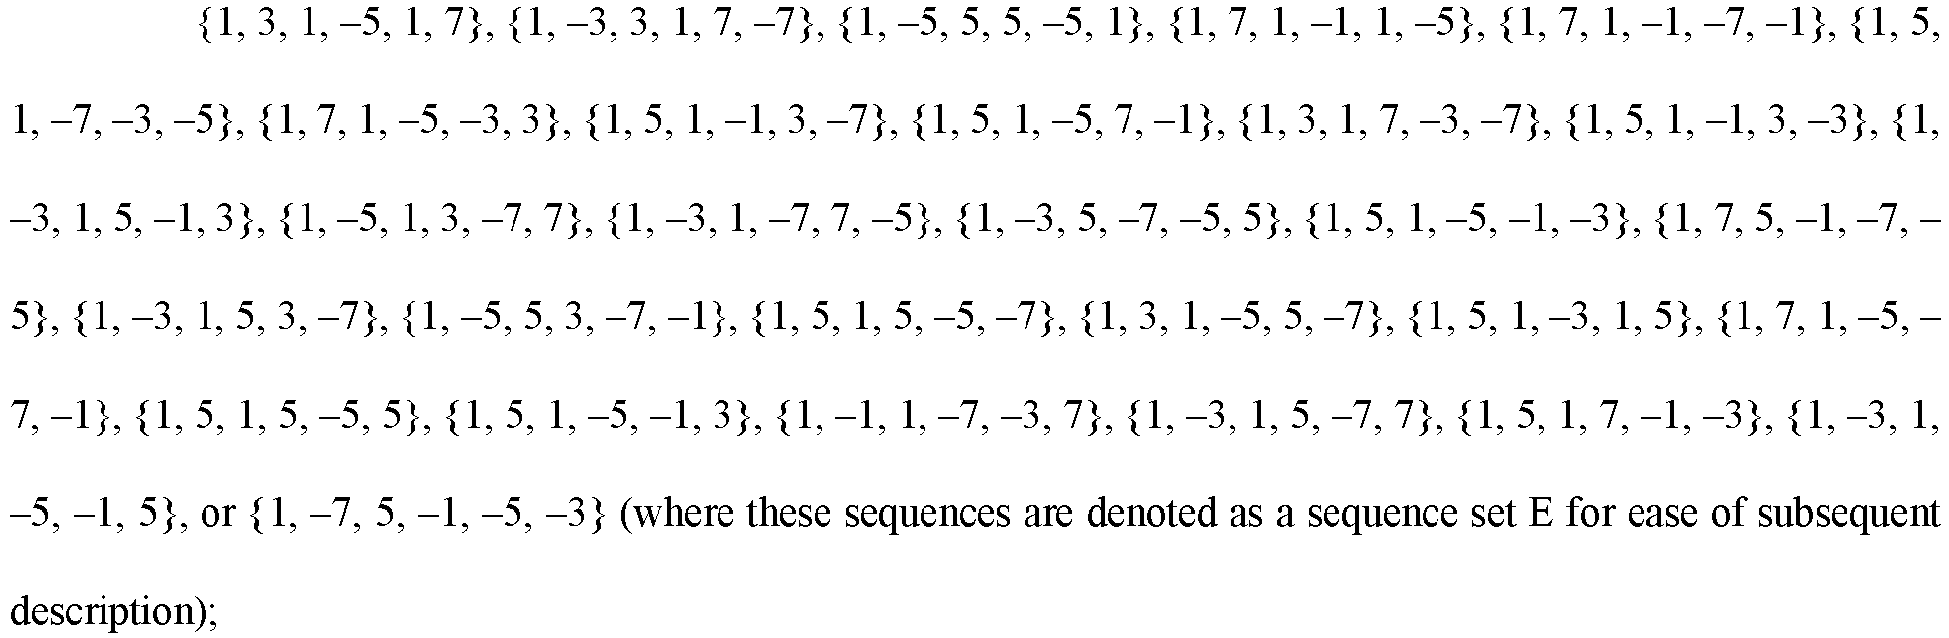 {1, 3, 1, –5, 1, 7}, {1, –3, 3, 1, 7, –7}, {1, –5, 5, 5, –5, 1}, {1, 7, 1, –1, 1, –5}, {1, 7, 1, –1, –7, –1}, {1, 5,
1, –7, –3, –5}, {1, 7, 1, –5, –3, 3}, {1, 5, 1, –1, 3, –7}, {1, 5, 1, –5, 7, –1}, {1, 3, 1, 7, –3, –7}, {1, 5, 1, –1, 3, –3}, {1,
–3, 1, 5, –1, 3}, {1, –5, 1, 3, –7, 7}, {1, –3, 1, –7, 7, –5}, {1, –3, 5, –7, –5, 5}, {1, 5, 1, –5, –1, –3}, {1, 7, 5, –1, –7, –
5}, {1, –3, 1, 5, 3, –7}, {1, –5, 5, 3, –7, –1}, {1, 5, 1, 5, –5, –7}, {1, 3, 1, –5, 5, –7}, {1, 5, 1, –3, 1, 5}, {1, 7, 1, –5, –
7, –1}, {1, 5, 1, 5, –5, 5}, {1, 5, 1, –5, –1, 3}, {1, –1, 1, –7, –3, 7}, {1, –3, 1, 5, –7, 7}, {1, 5, 1, 7, –1, –3}, {1, –3, 1,
–5, –1, 5}, or {1, –7, 5, –1, –5, –3} (where these sequences are denoted as a sequence set E for ease of subsequent
description);